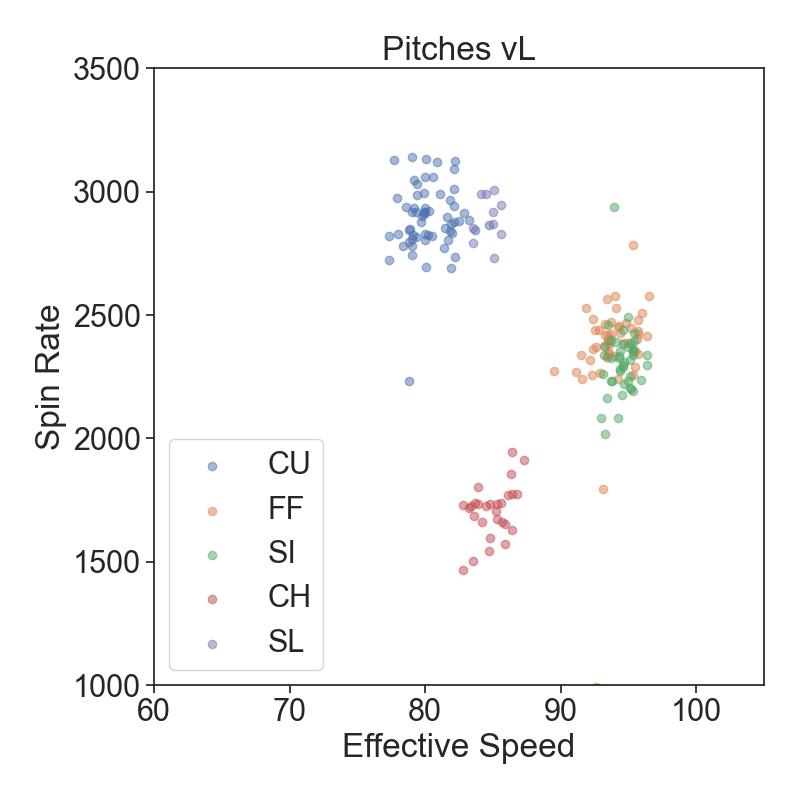 Pitches vL
3500
3000
2500
2000
1500
1000
Spin Rate
CU
FF
SI
CH
SL
60 70 80 90 100
Effective Speed